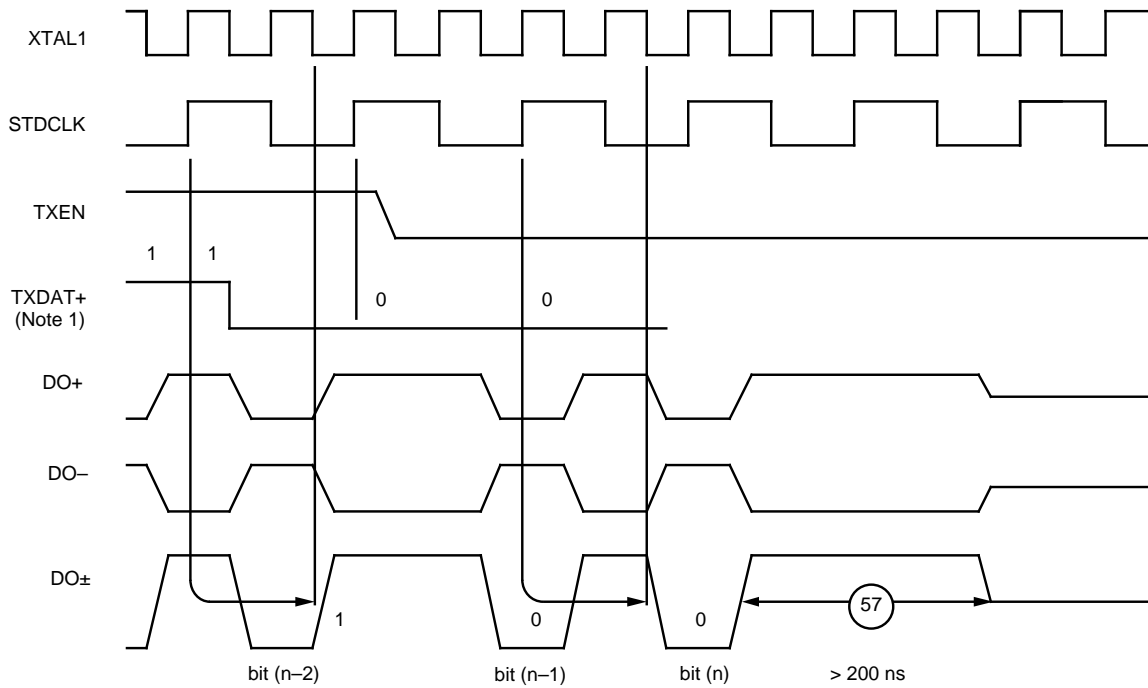 XTAL1
STDCLK
TXEN
1 1
TXDAT+
(Note 1)
0 0
DO+
DO–
DO±
57
1 0 0
bit (n–2) bit (n–1) bit (n) > 200 ns